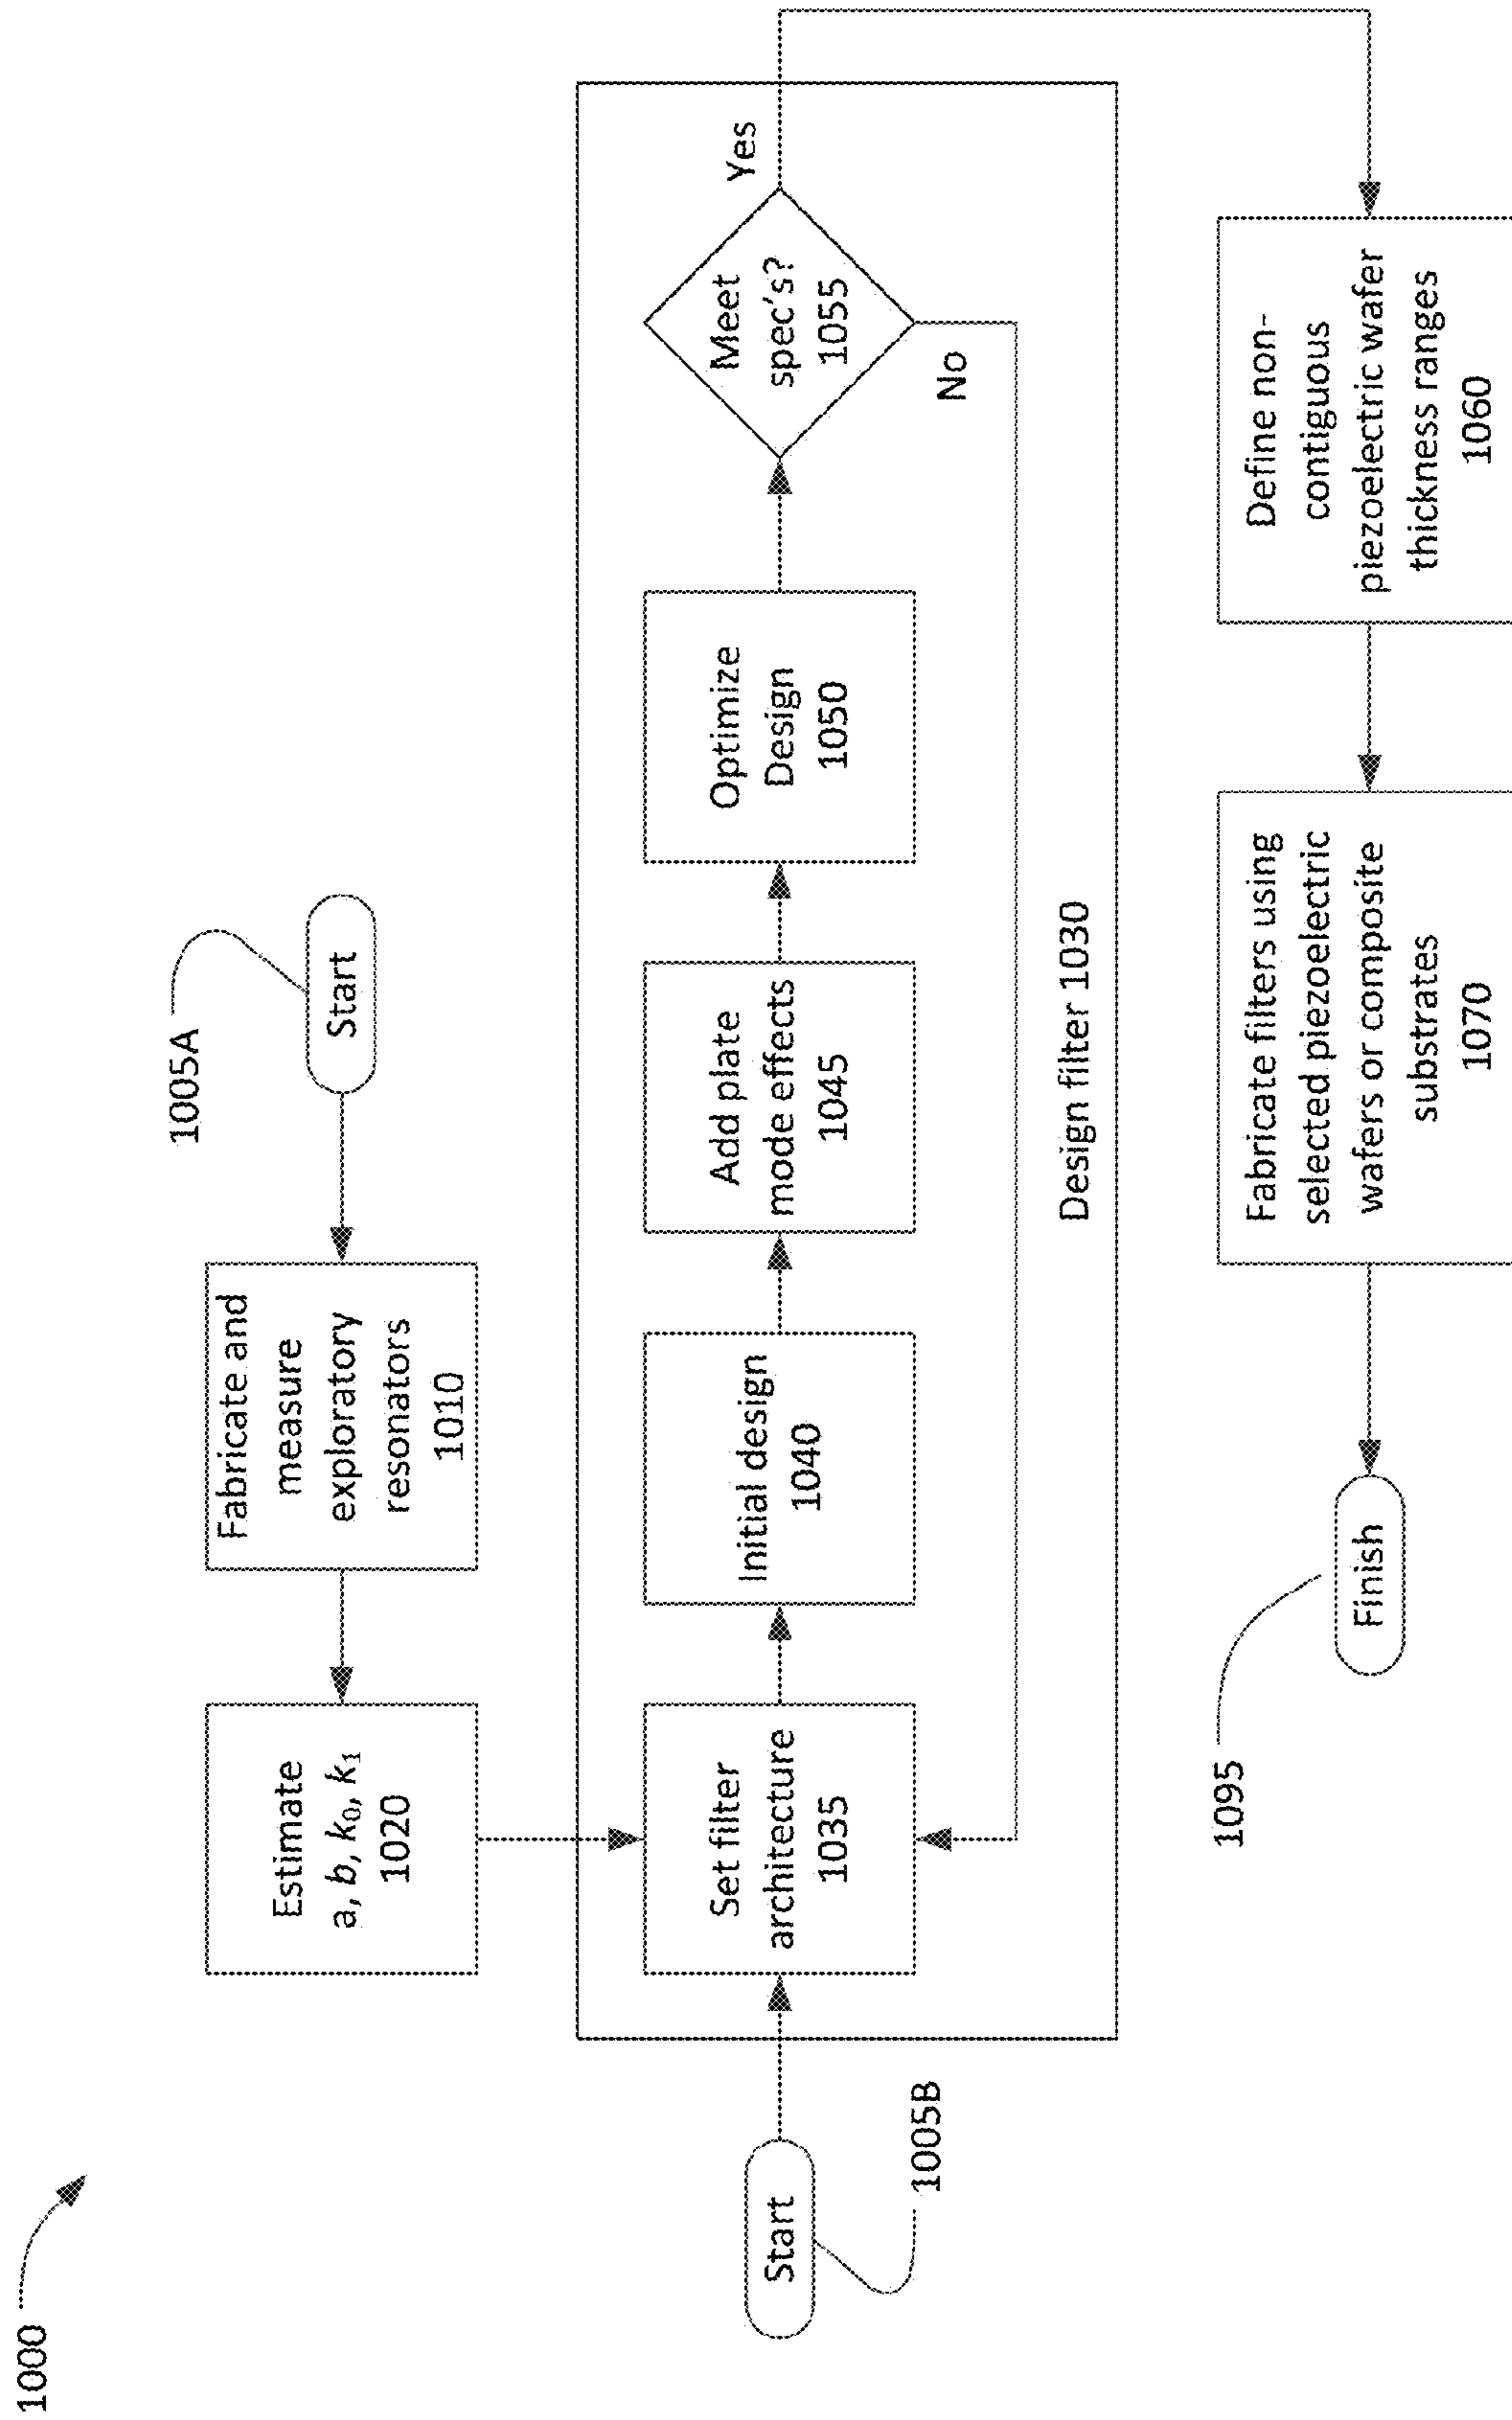 1000
1005A
Start
Fabricate and
measure
exploratory
resonators
1010
Estimate
a, b, k₀, k₁
1020
Start
1005B
Set filter
architecture
1035
Initial design
1040
Add plate
mode effects
1045
Optimize
Design
1050
Meet
spec's?
1055
Yes
No
Design filter 1030
Define non-
contiguous
piezoelectric wafer
thickness ranges
1060
Fabricate filters using
selected piezoelectric
wafers or composite
substrates
1070
Finish
1095